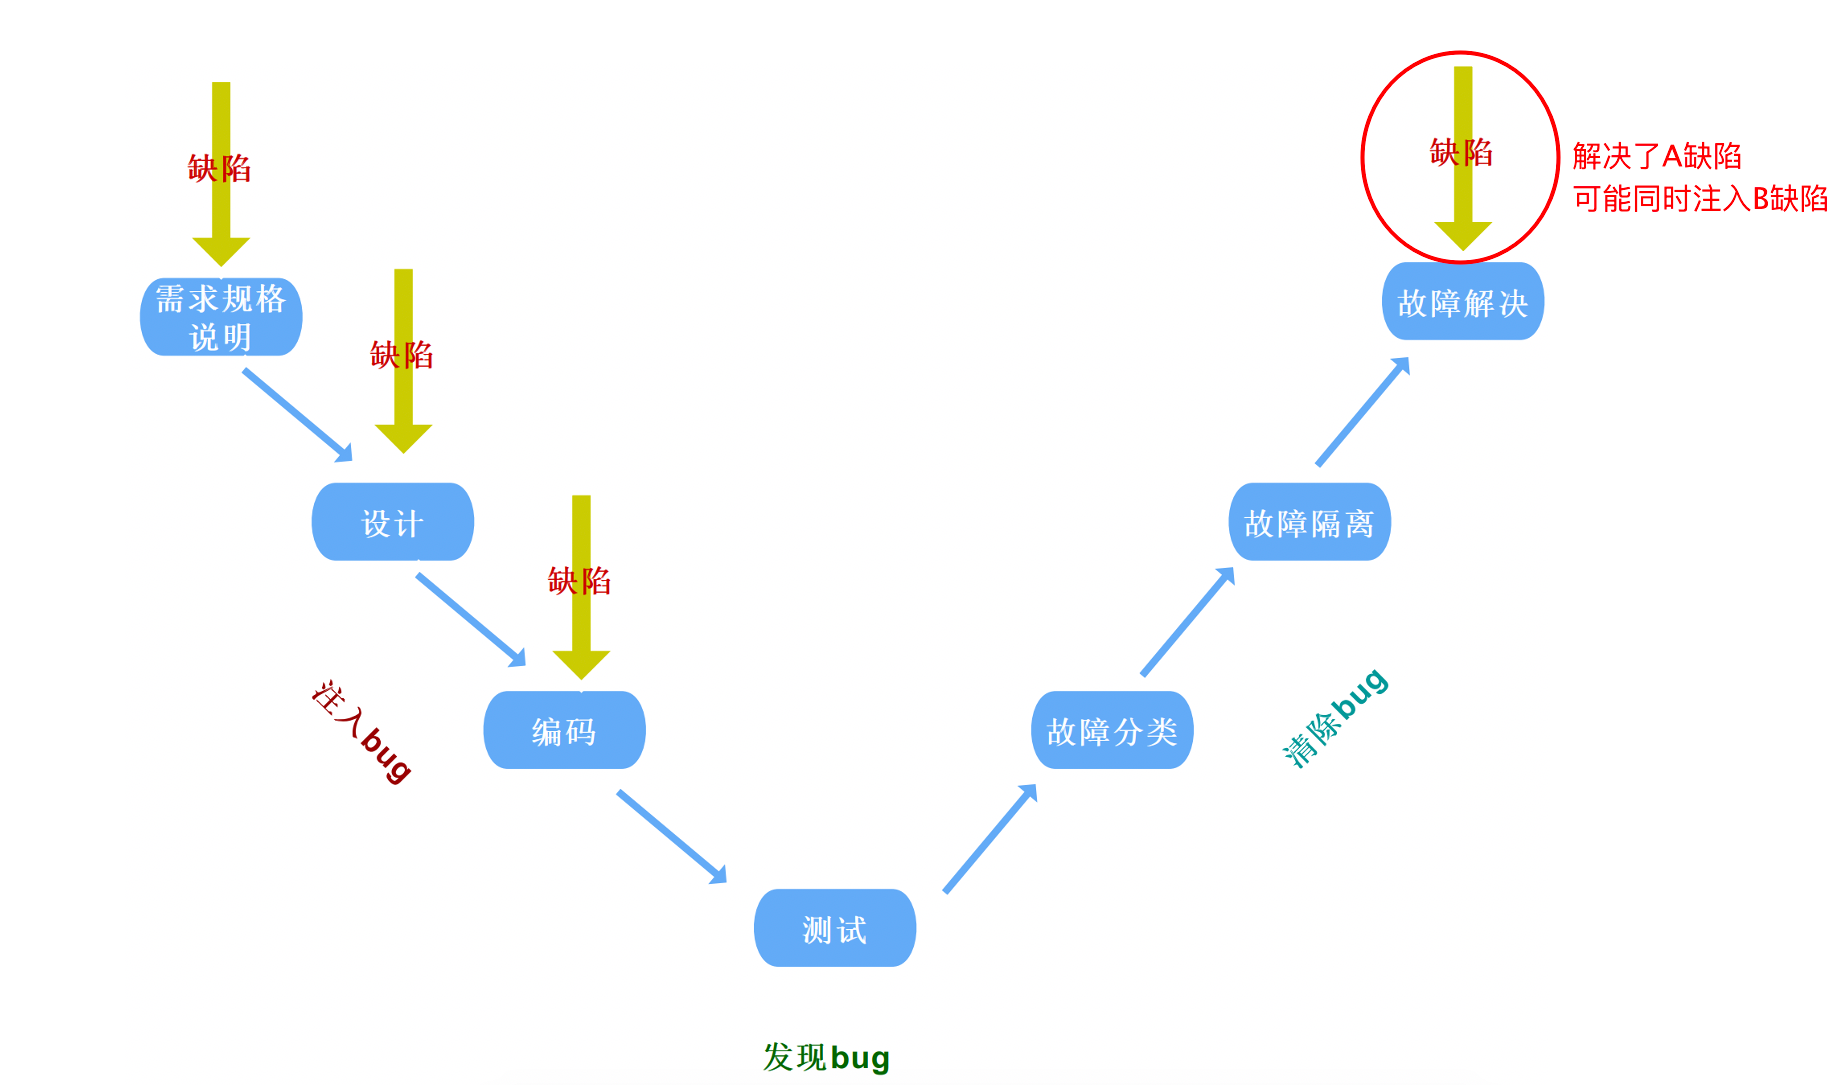 缺陷
缺陷
解决了A缺陷
可能同时注入B缺陷
需求规格
说明
故障解决
缺陷
设计
故障隔离
缺陷
注入bug
编码
故障分类
清除bug
测试
发现bug